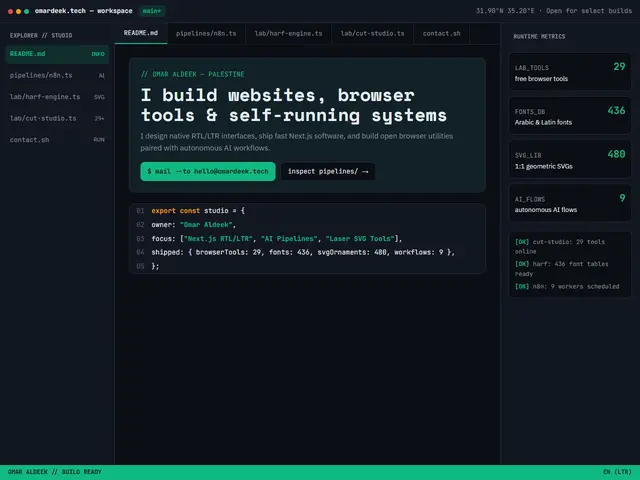 omardeek.tech — workspace main*
31.90°N 35.20°E · Open for select builds
EXPLORER // STUDIO
README.md INFO
pipelines/n8n.ts AI
lab/harf-engine.ts SVG
lab/cut-studio.ts 29+
contact.sh RUN
README.md pipelines/n8n.ts lab/harf-engine.ts lab/cut-studio.ts contact.sh
// OMAR ALDEEK — PALESTINE
I build websites, browser
tools & self-running systems
I design native RTL/LTR interfaces, ship fast Next.js software, and build open browser utilities
paired with autonomous AI workflows.
$ mail --to hello@omardeek.tech
inspect pipelines/ →
01 export const studio = {
02 owner: "Omar Aldeek",
03 focus: ["Next.js RTL/LTR", "AI Pipelines", "Laser SVG Tools"],
04 shipped: { browserTools: 29, fonts: 436, svgOrnaments: 480, workflows: 9 },
05 };
RUNTIME METRICS
LAB_TOOLS 29
free browser tools
FONTS_DB 436
Arabic & Latin fonts
SVG_LIB 480
1:1 geometric SVGs
AI_FLOWS 9
autonomous AI flows
[OK] cut-studio: 29 tools
online
[OK] harf: 436 font tables
ready
[OK] n8n: 9 workers scheduled
OMAR ALDEEK // BUILD READY
EN (LTR)